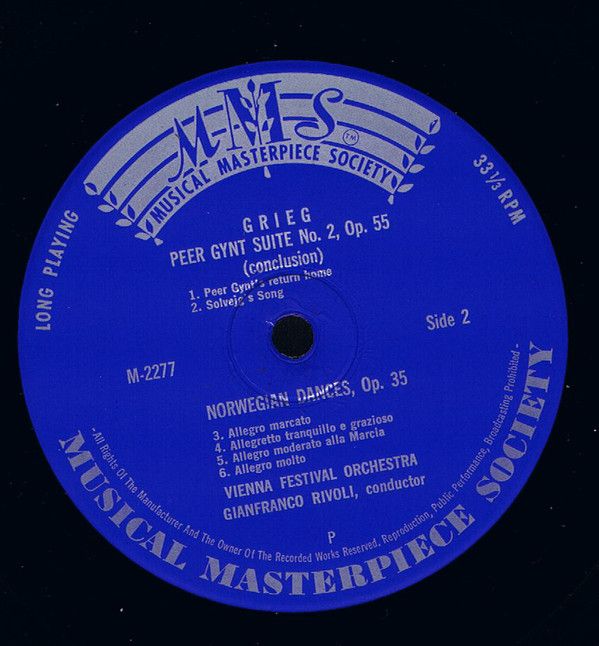 MMS
TM
MUSICAL MASTERPIECE SOCIETY
LONG PLAYING
33 1/3 RPM
GRIEG
PEER GYNT SUITE No. 2, Op. 55
(conclusion)
1. Peer Gynt's return home
2. Solvejg's Song
Side 2
M-2277
NORWEGIAN DANCES, Op. 35
3. Allegro marcato
4. Allegretto tranquillo e grazioso
5. Allegro moderato alla Marcia
6. Allegro molto
VIENNA FESTIVAL ORCHESTRA
GIANFRANCO RIVOLI, conductor
P
-All Rights Of The Manufacturer And The Owner Of The Recorded Works Reserved. Reproduction, Public Performance, Broadcasting Prohibited-
MUSICAL MASTERPIECE SOCIETY